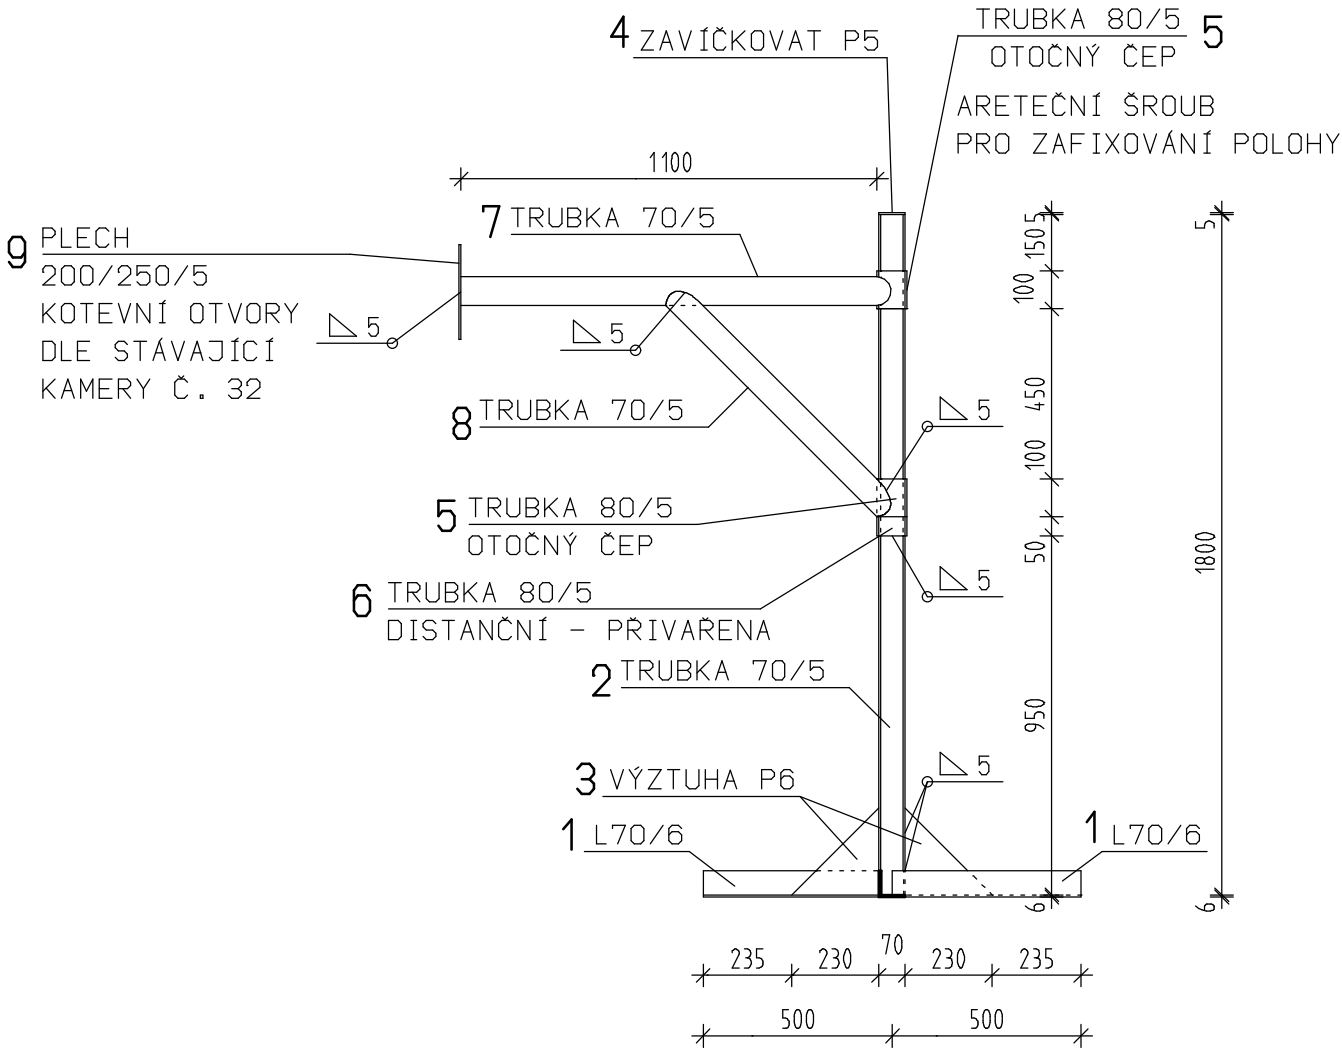 4 ZAVÍČKOVAT P5
TRUBKA 80/5 5
OTOČNÝ ČEP
ARETEČNÍ ŠROUB
PRO ZAFIXOVÁNÍ POLOHY
1100
7 TRUBKA 70/5
9 PLECH
200/250/5
KOTEVNÍ OTVORY
DLE STÁVAJÍCÍ
KAMERY Č. 32
5
5
8 TRUBKA 70/5
5
5 TRUBKA 80/5
OTOČNÝ ČEP
6 TRUBKA 80/5
DISTANČNÍ - PŘIVAŘENA
5
2 TRUBKA 70/5
3 VÝZTUHA P6
5
1 L70/6
1 L70/6
5
150
100
450
100
50
950
6
5
1800
6
235
230
70
230
235
500
500